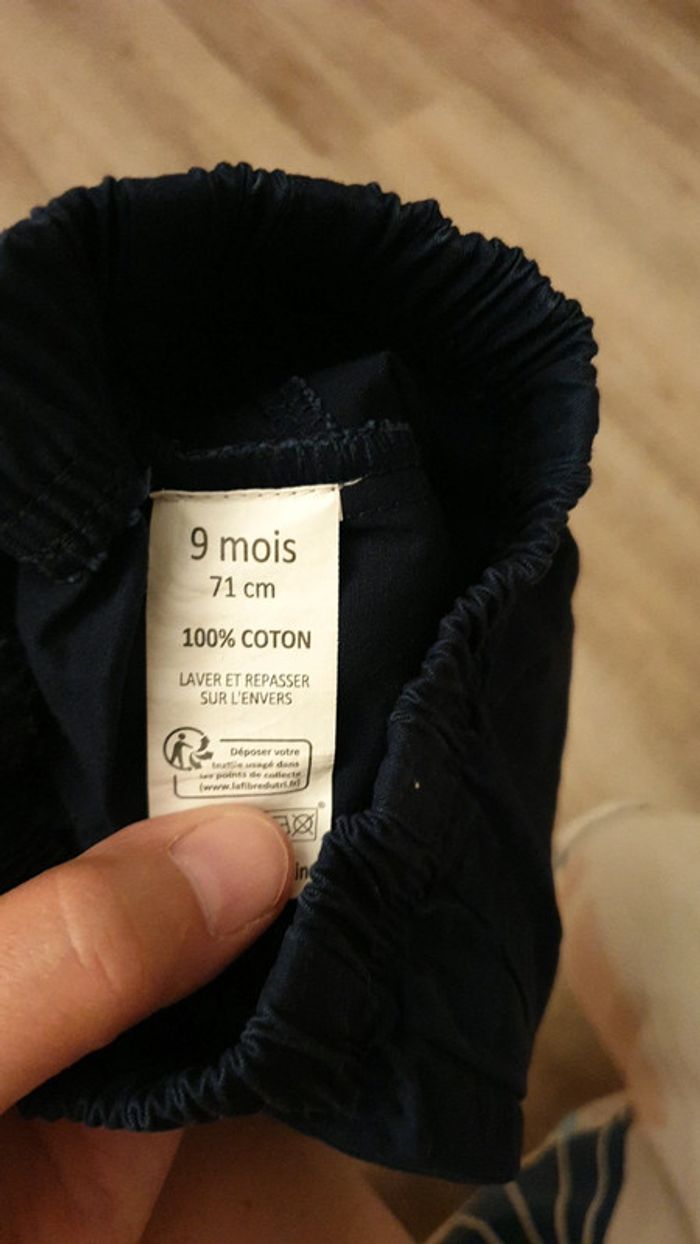 9 mois
71 cm
100% COTON
LAVER ET REPASSER
SUR L'ENVERS
Déposer votre
textile usagé dans
les points de collecte
(www.lafibredutri.fr)
in